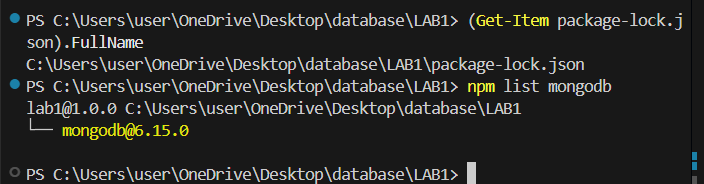 PS C:\Users\user\OneDrive\Desktop\database\LAB1> (Get-Item package-lock.j
son).FullName
C:\Users\user\OneDrive\Desktop\database\LAB1\package-lock.json
PS C:\Users\user\OneDrive\Desktop\database\LAB1> npm list mongodb
lab1@1.0.0 C:\Users\user\OneDrive\Desktop\database\LAB1
└── mongodb@6.15.0
PS C:\Users\user\OneDrive\Desktop\database\LAB1>